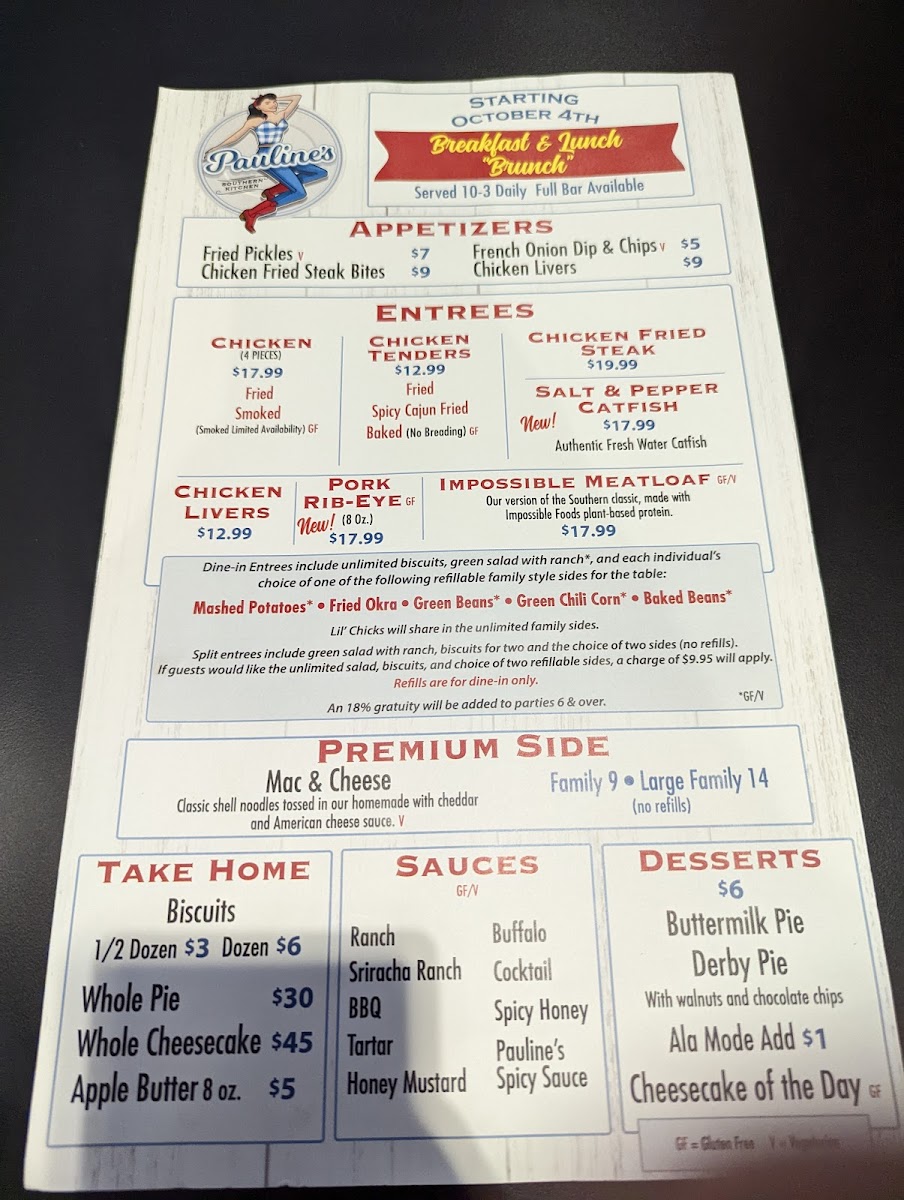 Pauline's
SOUTHERN
KITCHEN
STARTING
OCTOBER 4TH
Breakfast & Lunch
"Brunch"
Served 10-3 Daily Full Bar Available
APPETIZERS
Fried Pickles V $7
Chicken Fried Steak Bites $9
French Onion Dip & Chips V $5
Chicken Livers $9
ENTREES
CHICKEN
(4 PIECES)
$17.99
Fried
Smoked
(Smoked Limited Availability) GF
CHICKEN
TENDERS
$12.99
Fried
Spicy Cajun Fried
Baked (No Breading) GF
CHICKEN FRIED
STEAK
$19.99
SALT & PEPPER
CATFISH
New! $17.99
Authentic Fresh Water Catfish
CHICKEN
LIVERS
$12.99
PORK
RIB-EYE GF
New! (8 Oz.)
$17.99
IMPOSSIBLE MEATLOAF GF/V
Our version of the Southern classic, made with
Impossible Foods plant-based protein.
$17.99
Dine-in Entrees include unlimited biscuits, green salad with ranch*, and each individual's
choice of one of the following refillable family style sides for the table:
Mashed Potatoes* • Fried Okra • Green Beans* • Green Chili Corn* • Baked Beans*
Lil' Chicks will share in the unlimited family sides.
Split entrees include green salad with ranch, biscuits for two and the choice of two sides (no refills).
If guests would like the unlimited salad, biscuits, and choice of two refillable sides, a charge of $9.95 will apply.
Refills are for dine-in only.
*GF/V
An 18% gratuity will be added to parties 6 & over.
PREMIUM SIDE
Mac & Cheese
Classic shell noodles tossed in our homemade with cheddar
and American cheese sauce. V
Family 9 • Large Family 14
(no refills)
TAKE HOME
Biscuits
1/2 Dozen $3 Dozen $6
Whole Pie $30
Whole Cheesecake $45
Apple Butter 8 oz. $5
SAUCES
GF/V
Ranch
Sriracha Ranch
BBQ
Tartar
Honey Mustard
Buffalo
Cocktail
Spicy Honey
Pauline's
Spicy Sauce
DESSERTS
$6
Buttermilk Pie
Derby Pie
With walnuts and chocolate chips
Ala Mode Add $1
Cheesecake of the Day GF
GF = Gluten Free V = Vegetarian